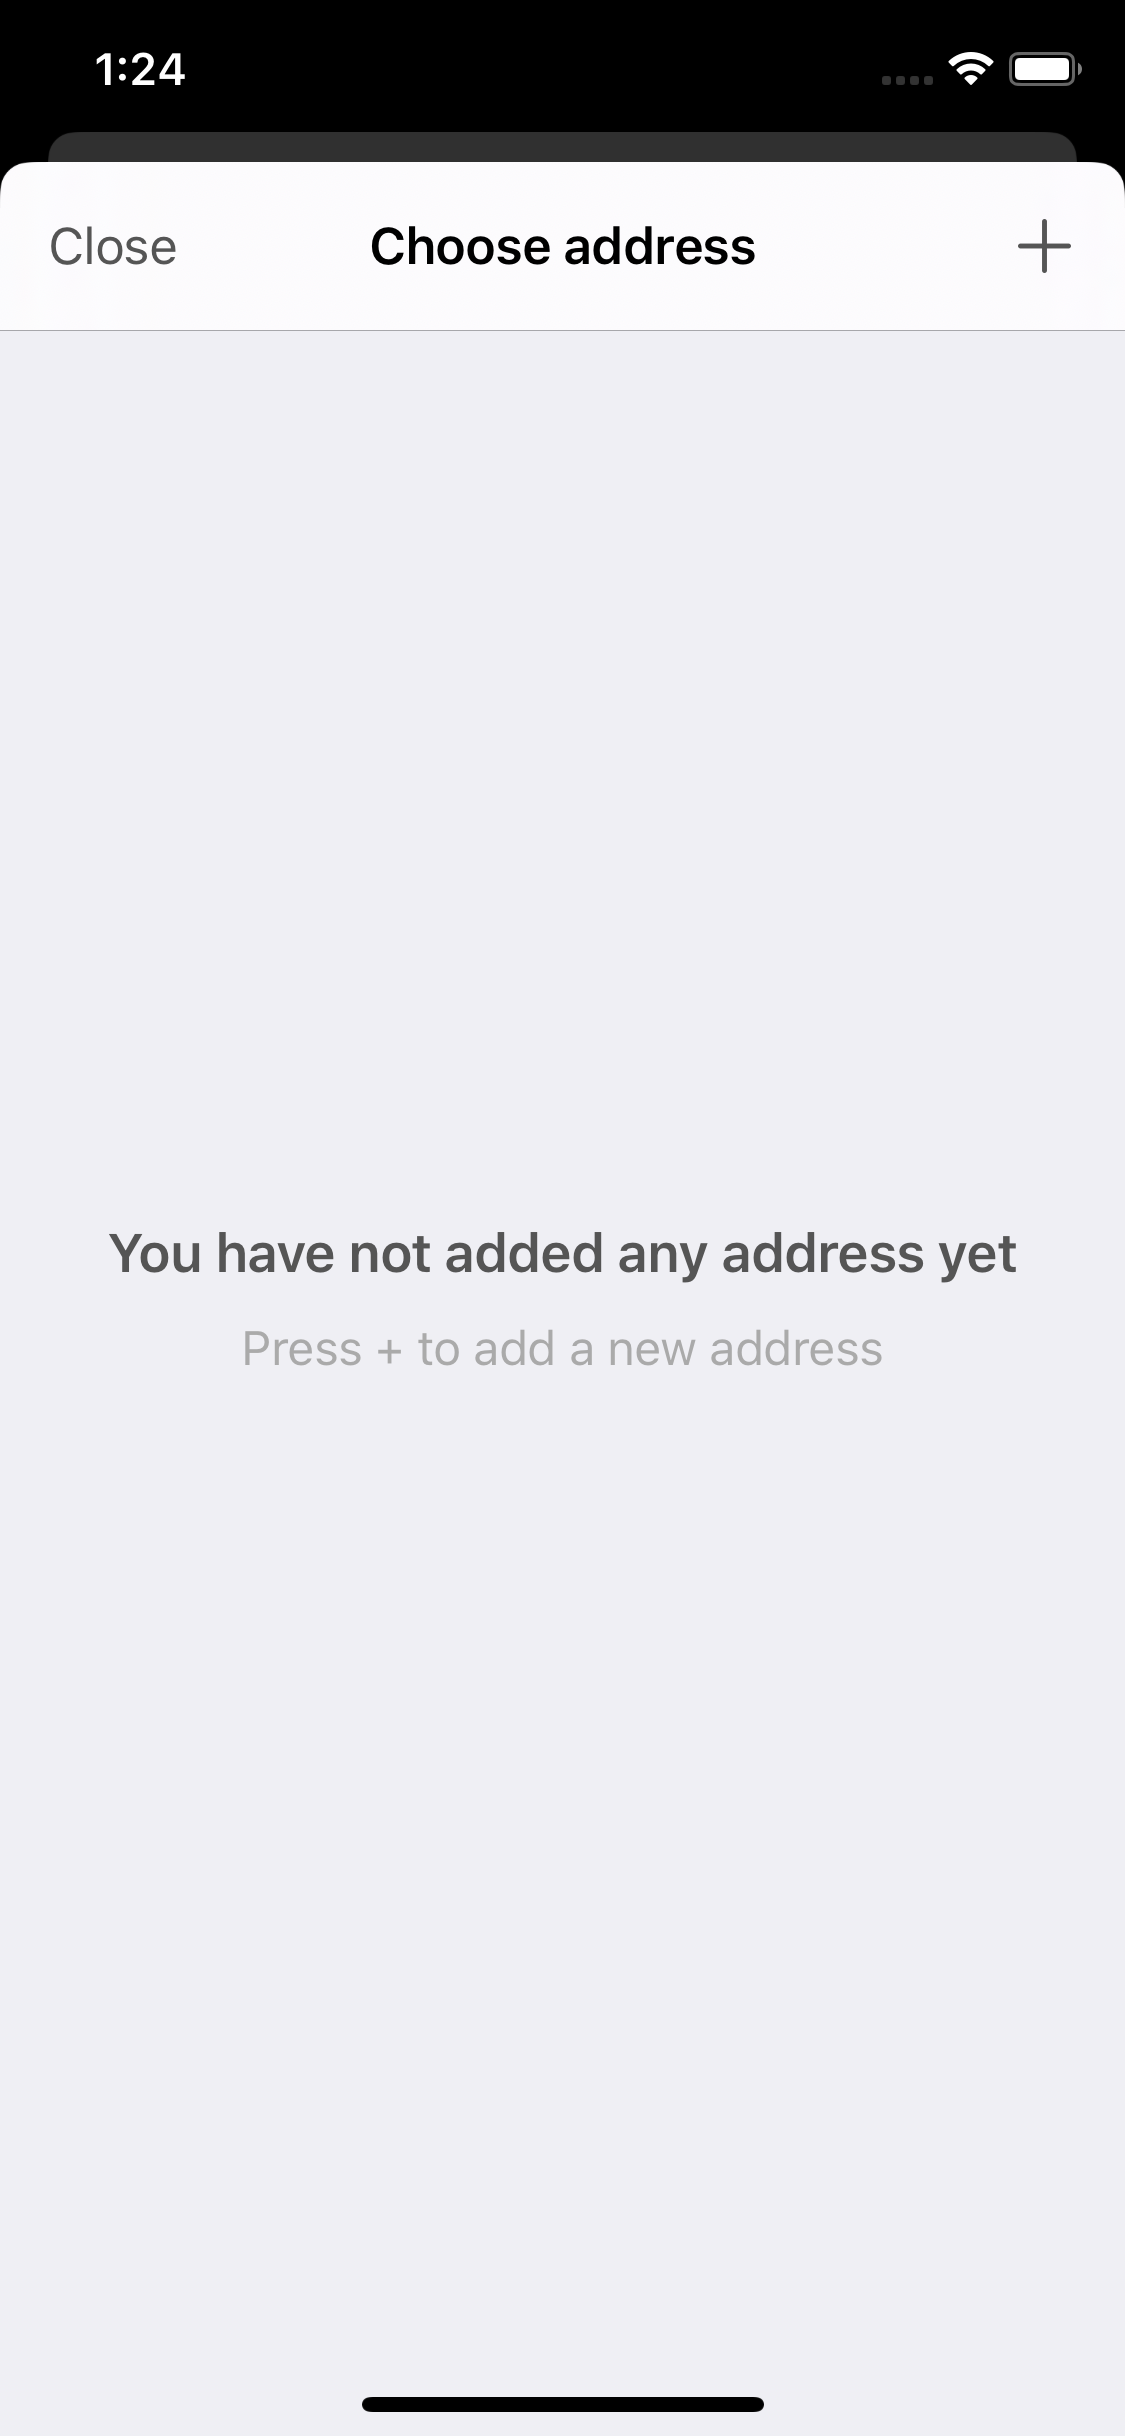 1:24
Close
Choose address
You have not added any address yet
Press + to add a new address